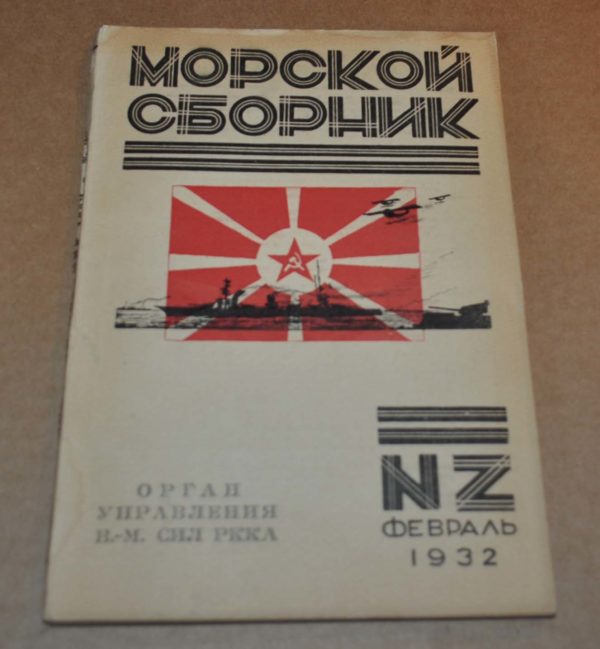 МОРСКОЙ
СБОРНИК
ОРГАН
УПРАВЛЕНИЯ
В.-М. СИЛ РККА
N2
ФЕВРАЛЬ
1932